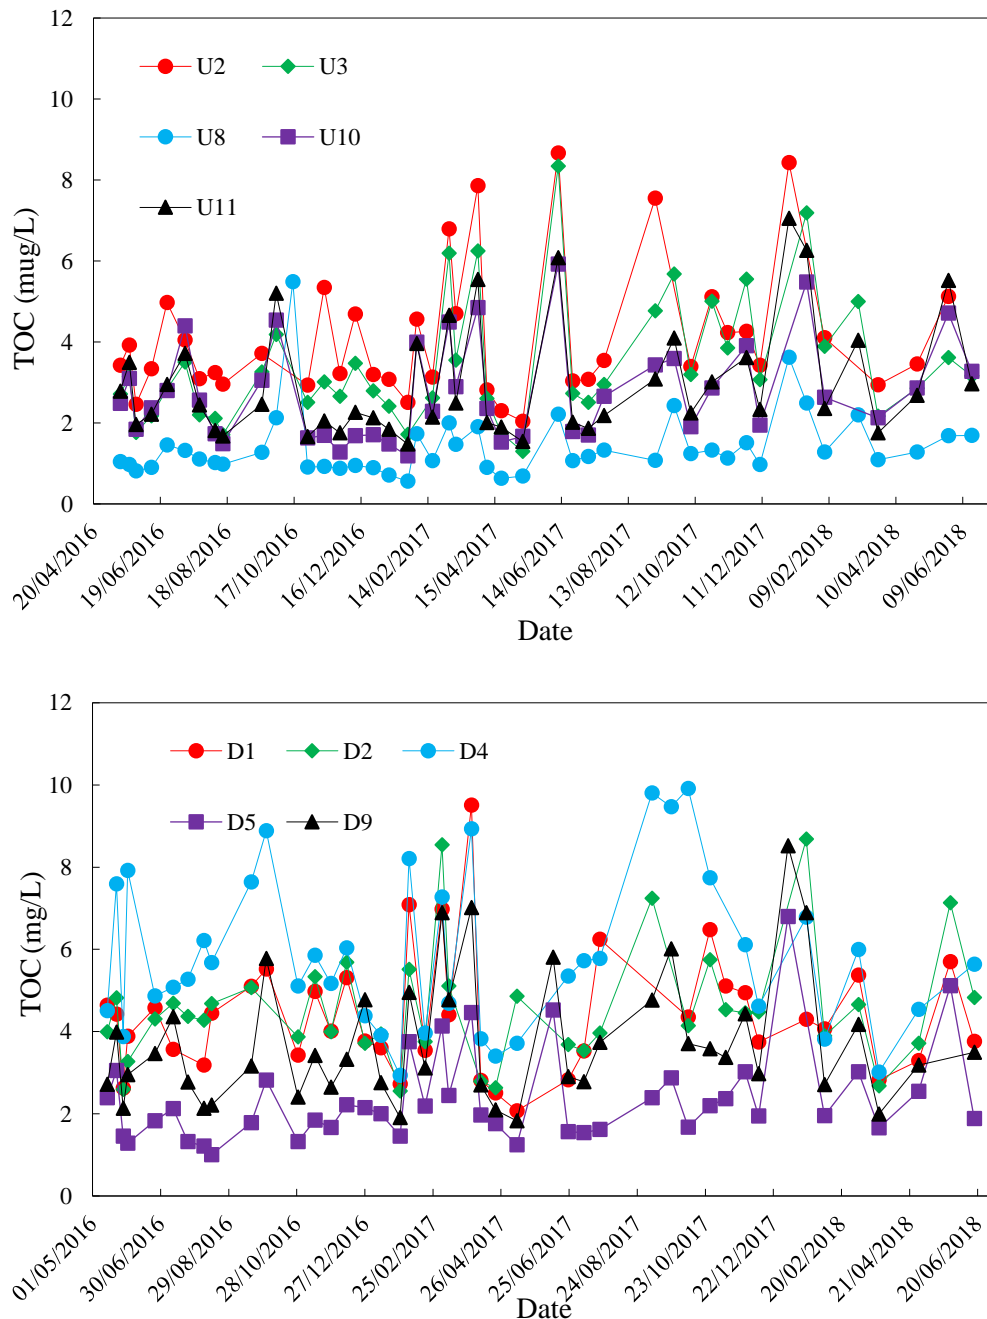 12
10
8
6
4
2
0
TOC (mug/L)
U2 U3
U8 U10
U11
20/04/2016 19/06/2016 18/08/2016 17/10/2016 16/12/2016 14/02/2017 15/04/2017 14/06/2017 13/08/2017 12/10/2017 11/12/2017 09/02/2018 10/04/2018 09/06/2018
Date
12
10
8
6
4
2
0
TOC (mg/L)
D1 D2 D4
D5 D9
01/05/2016 30/06/2016 29/08/2016 28/10/2016 27/12/2016 25/02/2017 26/04/2017 25/06/2017 24/08/2017 23/10/2017 22/12/2017 20/02/2018 21/04/2018 20/06/2018
Date